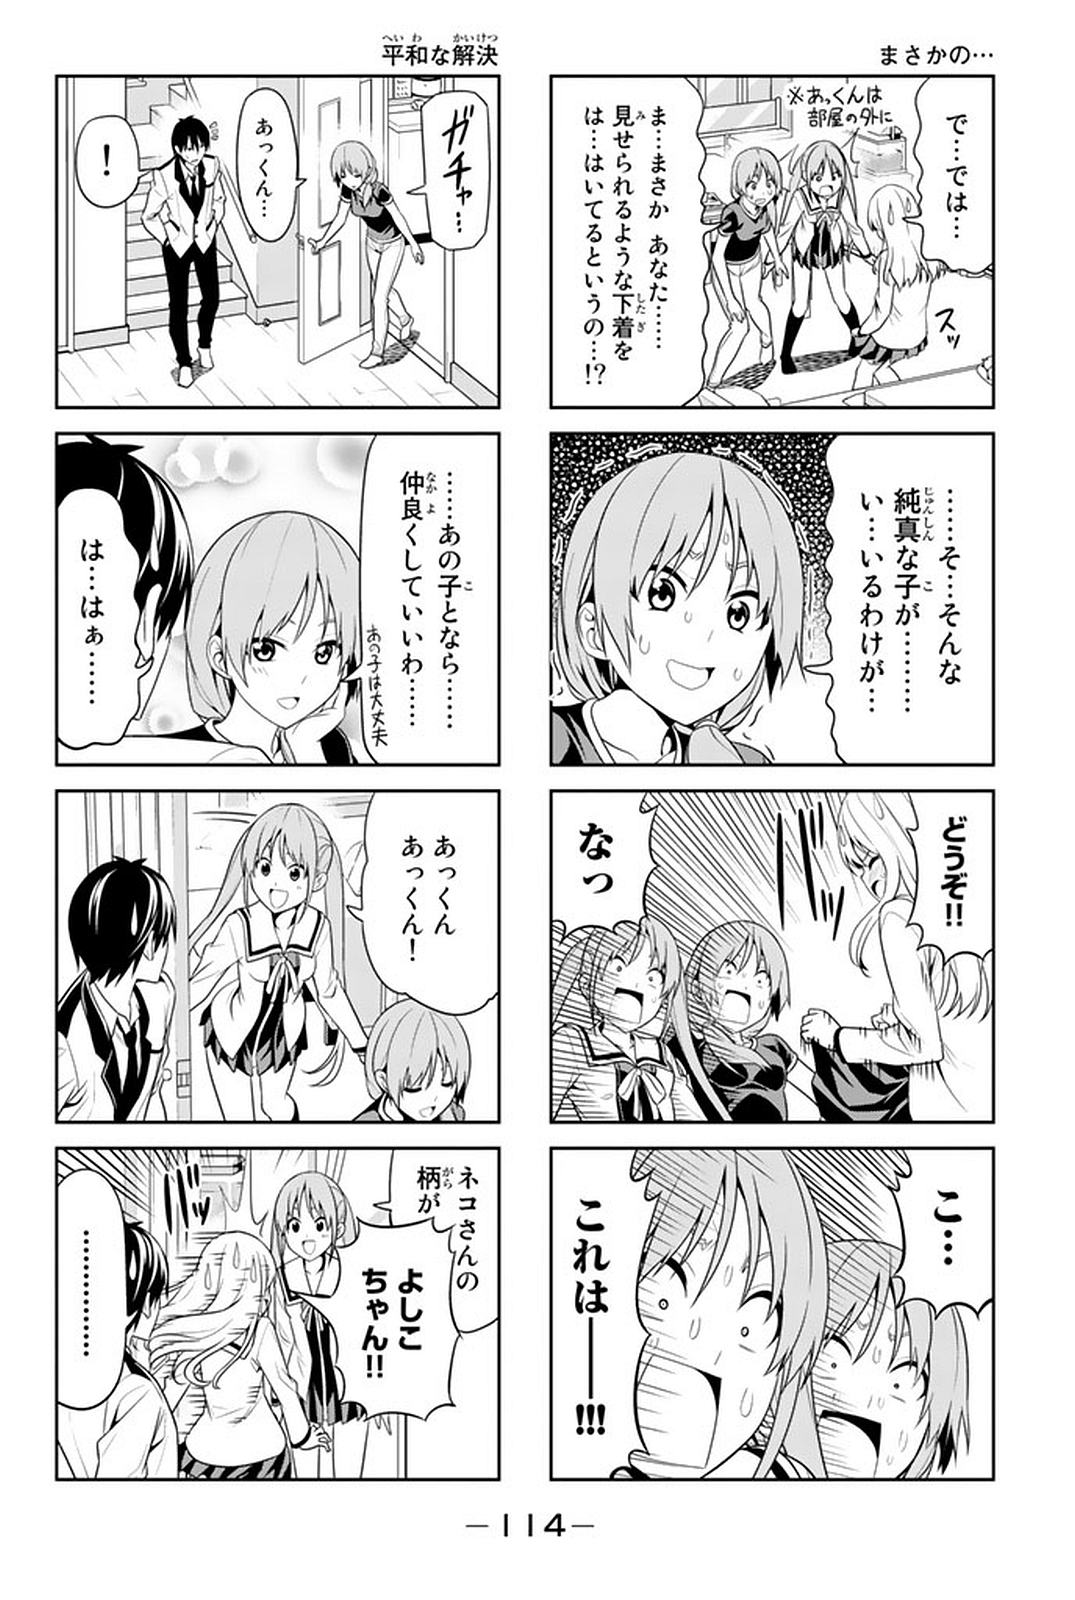 まさかの…
で…では…
※あっくんは
部屋の外に
ま…まさか あなた……
見せられるような下着を
は…はいてるというの…!?
スッ
……そ…そんな
純真な子が………
い…いるわけが…
どうぞ!!
なっ
こ…
これは――!!!
平和な解決
ガチャ…
あっくん…
!
……あの子となら……
仲良くしていいわ……
あの子は大丈夫
は…はぁ……
あっくん
あっくん!
ネコさんの
柄が
よしこ
ちゃん!!
…………
―114―